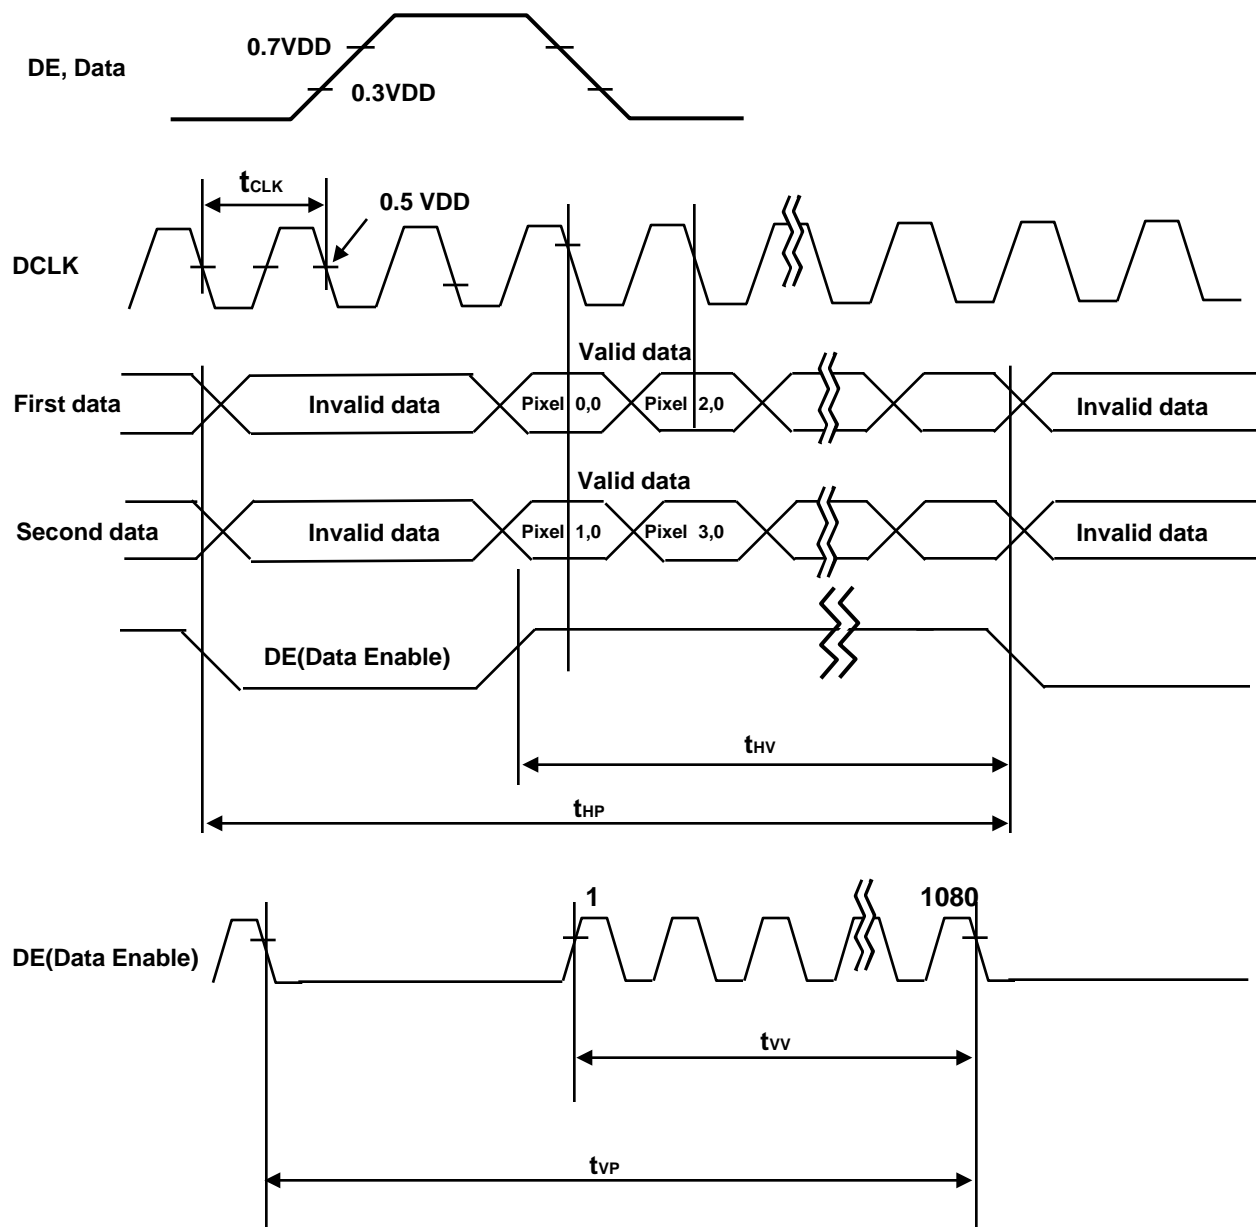 0.7VDD
DE, Data
0.3VDD
tCLK
0.5 VDD
DCLK
Valid data
First data
Invalid data
Pixel 0,0
Pixel 2,0
Invalid data
Valid data
Second data
Invalid data
Pixel 1,0
Pixel 3,0
Invalid data
DE(Data Enable)
tHV
tHP
1
1080
DE(Data Enable)
tVV
tVP